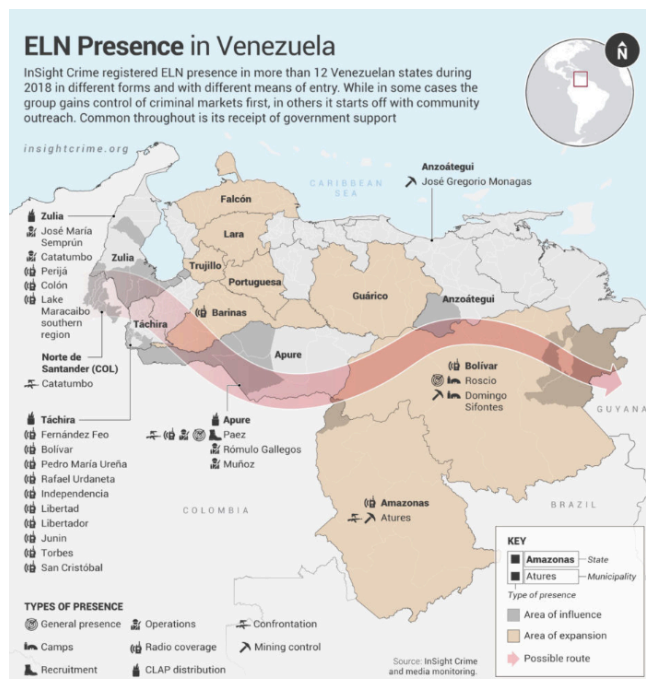 ELN Presence in Venezuela
InSight Crime registered ELN presence in more than 12 Venezuelan states during
2018 in different forms and with different means of entry. While in some cases the
group gains control of criminal markets first, in others it starts off with community
outreach. Common throughout is its receipt of government support
N
insightcrime.org
CARIBBEAN
SEA
Anzoátegui
José Gregorio Monagas
Zulia
José María
Semprún
Catatumbo
Perijá
Colón
Lake
Maracaibo
southern
region
Norte de
Santander (COL)
Catatumbo
Falcón
Lara
Zulia
Trujillo
Portuguesa
Barinas
Guárico
Anzoátegui
Táchira
Apure
Bolívar
Roscio
Domingo
Sifontes
GUYANA
Táchira
Fernández Feo
Bolívar
Pedro María Ureña
Rafael Urdaneta
Independencia
Libertad
Libertador
Junin
Torbes
San Cristóbal
Apure
Paez
Rómulo Gallegos
Muñoz
COLOMBIA
Amazonas
Atures
BRAZIL
KEY
Amazonas
State
Atures
Municipality
Type of presence
Area of influence
Area of expansion
Possible route
TYPES OF PRESENCE
General presence
Operations
Confrontation
Camps
Radio coverage
Mining control
Recruitment
CLAP distribution
Source: InSight Crime
and media monitoring.